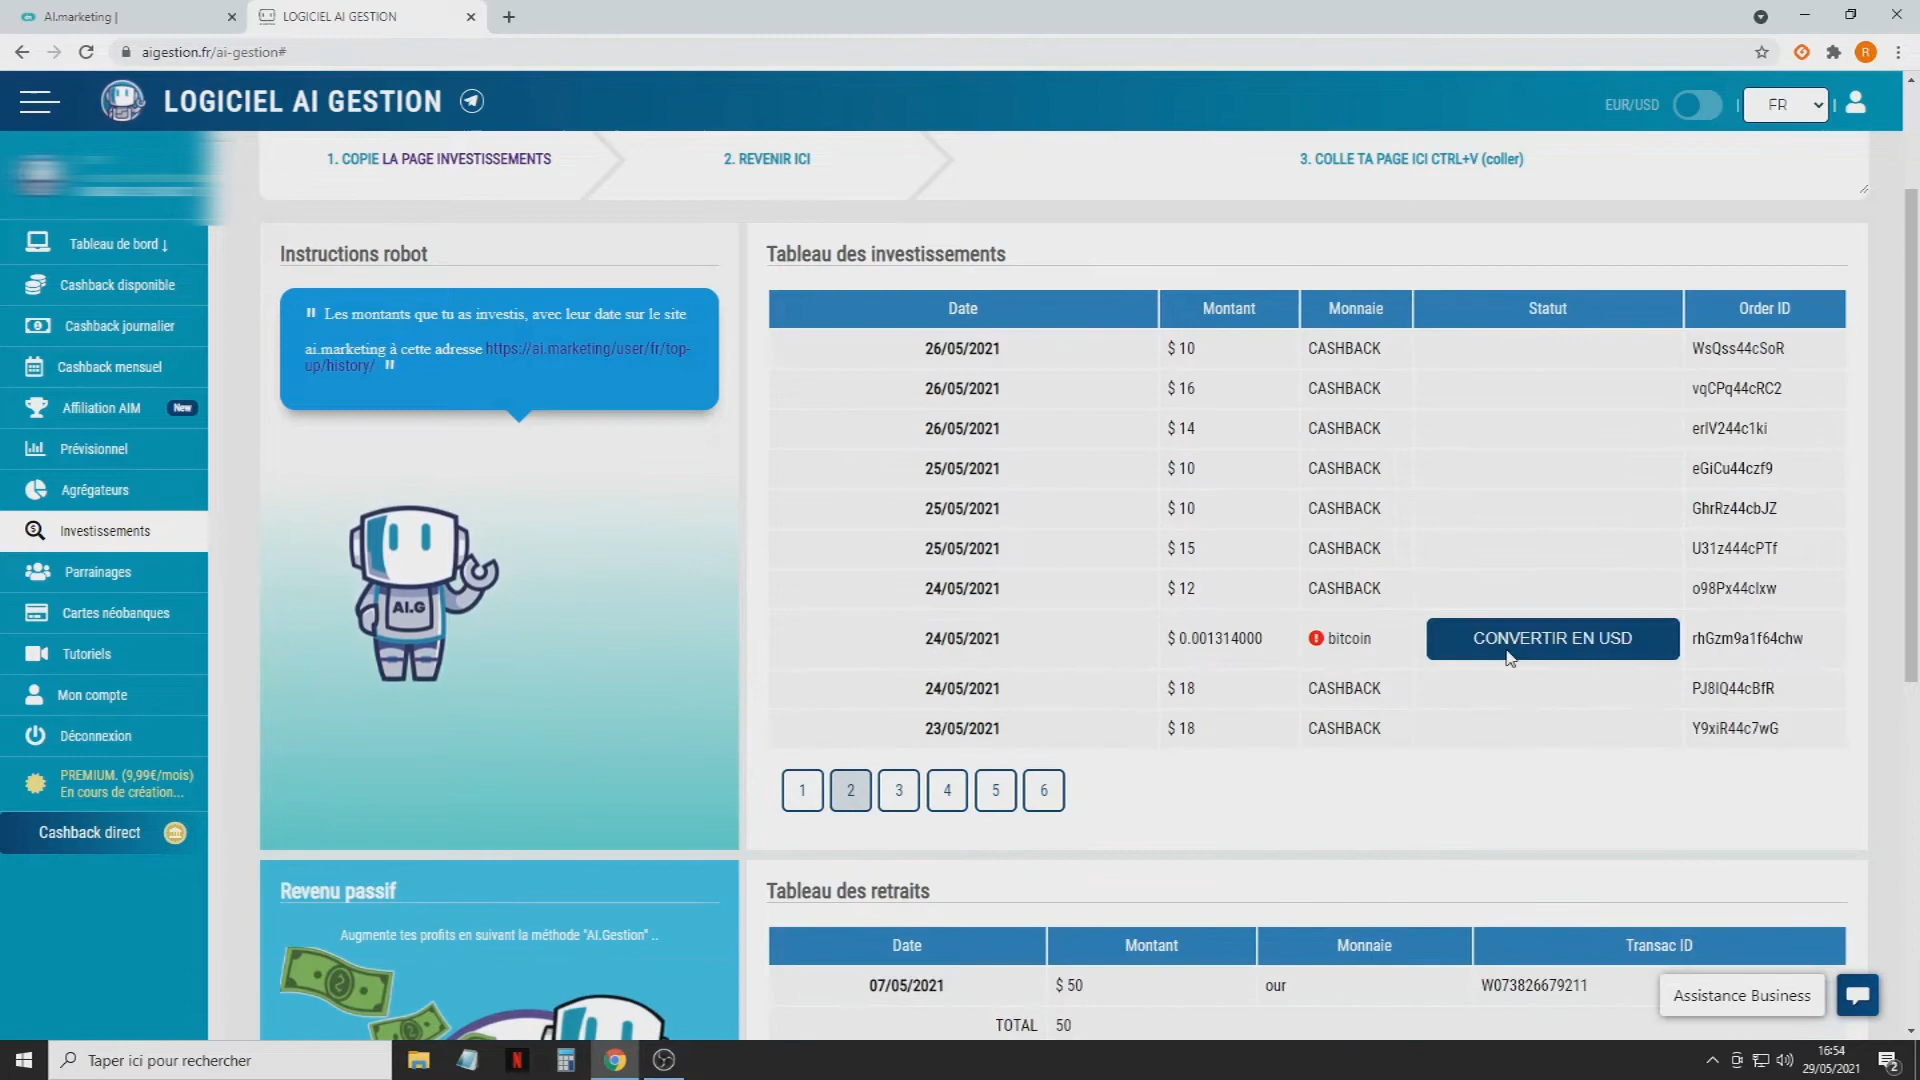 AI.marketing |
LOGICIEL AI GESTION
aigestion.fr/ai-gestion#
R
LOGICIEL AI GESTION
EUR/USD
|
FR
|
1. COPIE LA PAGE INVESTISSEMENTS
2. REVENIR ICI
3. COLLE TA PAGE ICI CTRL+V (coller)
Tableau de bord ↓
Cashback disponible
Cashback journalier
Cashback mensuel
Affiliation AIM New
Prévisionnel
Agrégateurs
Investissements
Parrainages
Cartes néobanques
Tutoriels
Mon compte
Déconnexion
PREMIUM. (9,99€/mois)
En cours de création...
Cashback direct
Instructions robot
" Les montants que tu as investis, avec leur date sur le site
ai.marketing à cette adresse https://ai.marketing/user/fr/top-
up/history/ "
AI.G
Tableau des investissements
Date Montant Monnaie Statut Order ID
26/05/2021 $ 10 CASHBACK WsQss44cSoR
26/05/2021 $ 16 CASHBACK vqCPq44cRC2
26/05/2021 $ 14 CASHBACK erlV244c1ki
25/05/2021 $ 10 CASHBACK eGiCu44czf9
25/05/2021 $ 10 CASHBACK GhrRz44cbJZ
25/05/2021 $ 15 CASHBACK U31z444cPTf
24/05/2021 $ 12 CASHBACK o98Px44clxw
24/05/2021 $ 0.001314000 bitcoin CONVERTIR EN USD rhGzm9a1f64chw
24/05/2021 $ 18 CASHBACK PJ8lQ44cBfR
23/05/2021 $ 18 CASHBACK Y9xiR44c7wG
1 2 3 4 5 6
Revenu passif
Augmente tes profits en suivant la méthode "AI.Gestion" ..
Tableau des retraits
Date Montant Monnaie Transac ID
07/05/2021 $ 50 our W073826679211
TOTAL 50
Assistance Business
Taper ici pour rechercher
16:54
29/05/2021
2